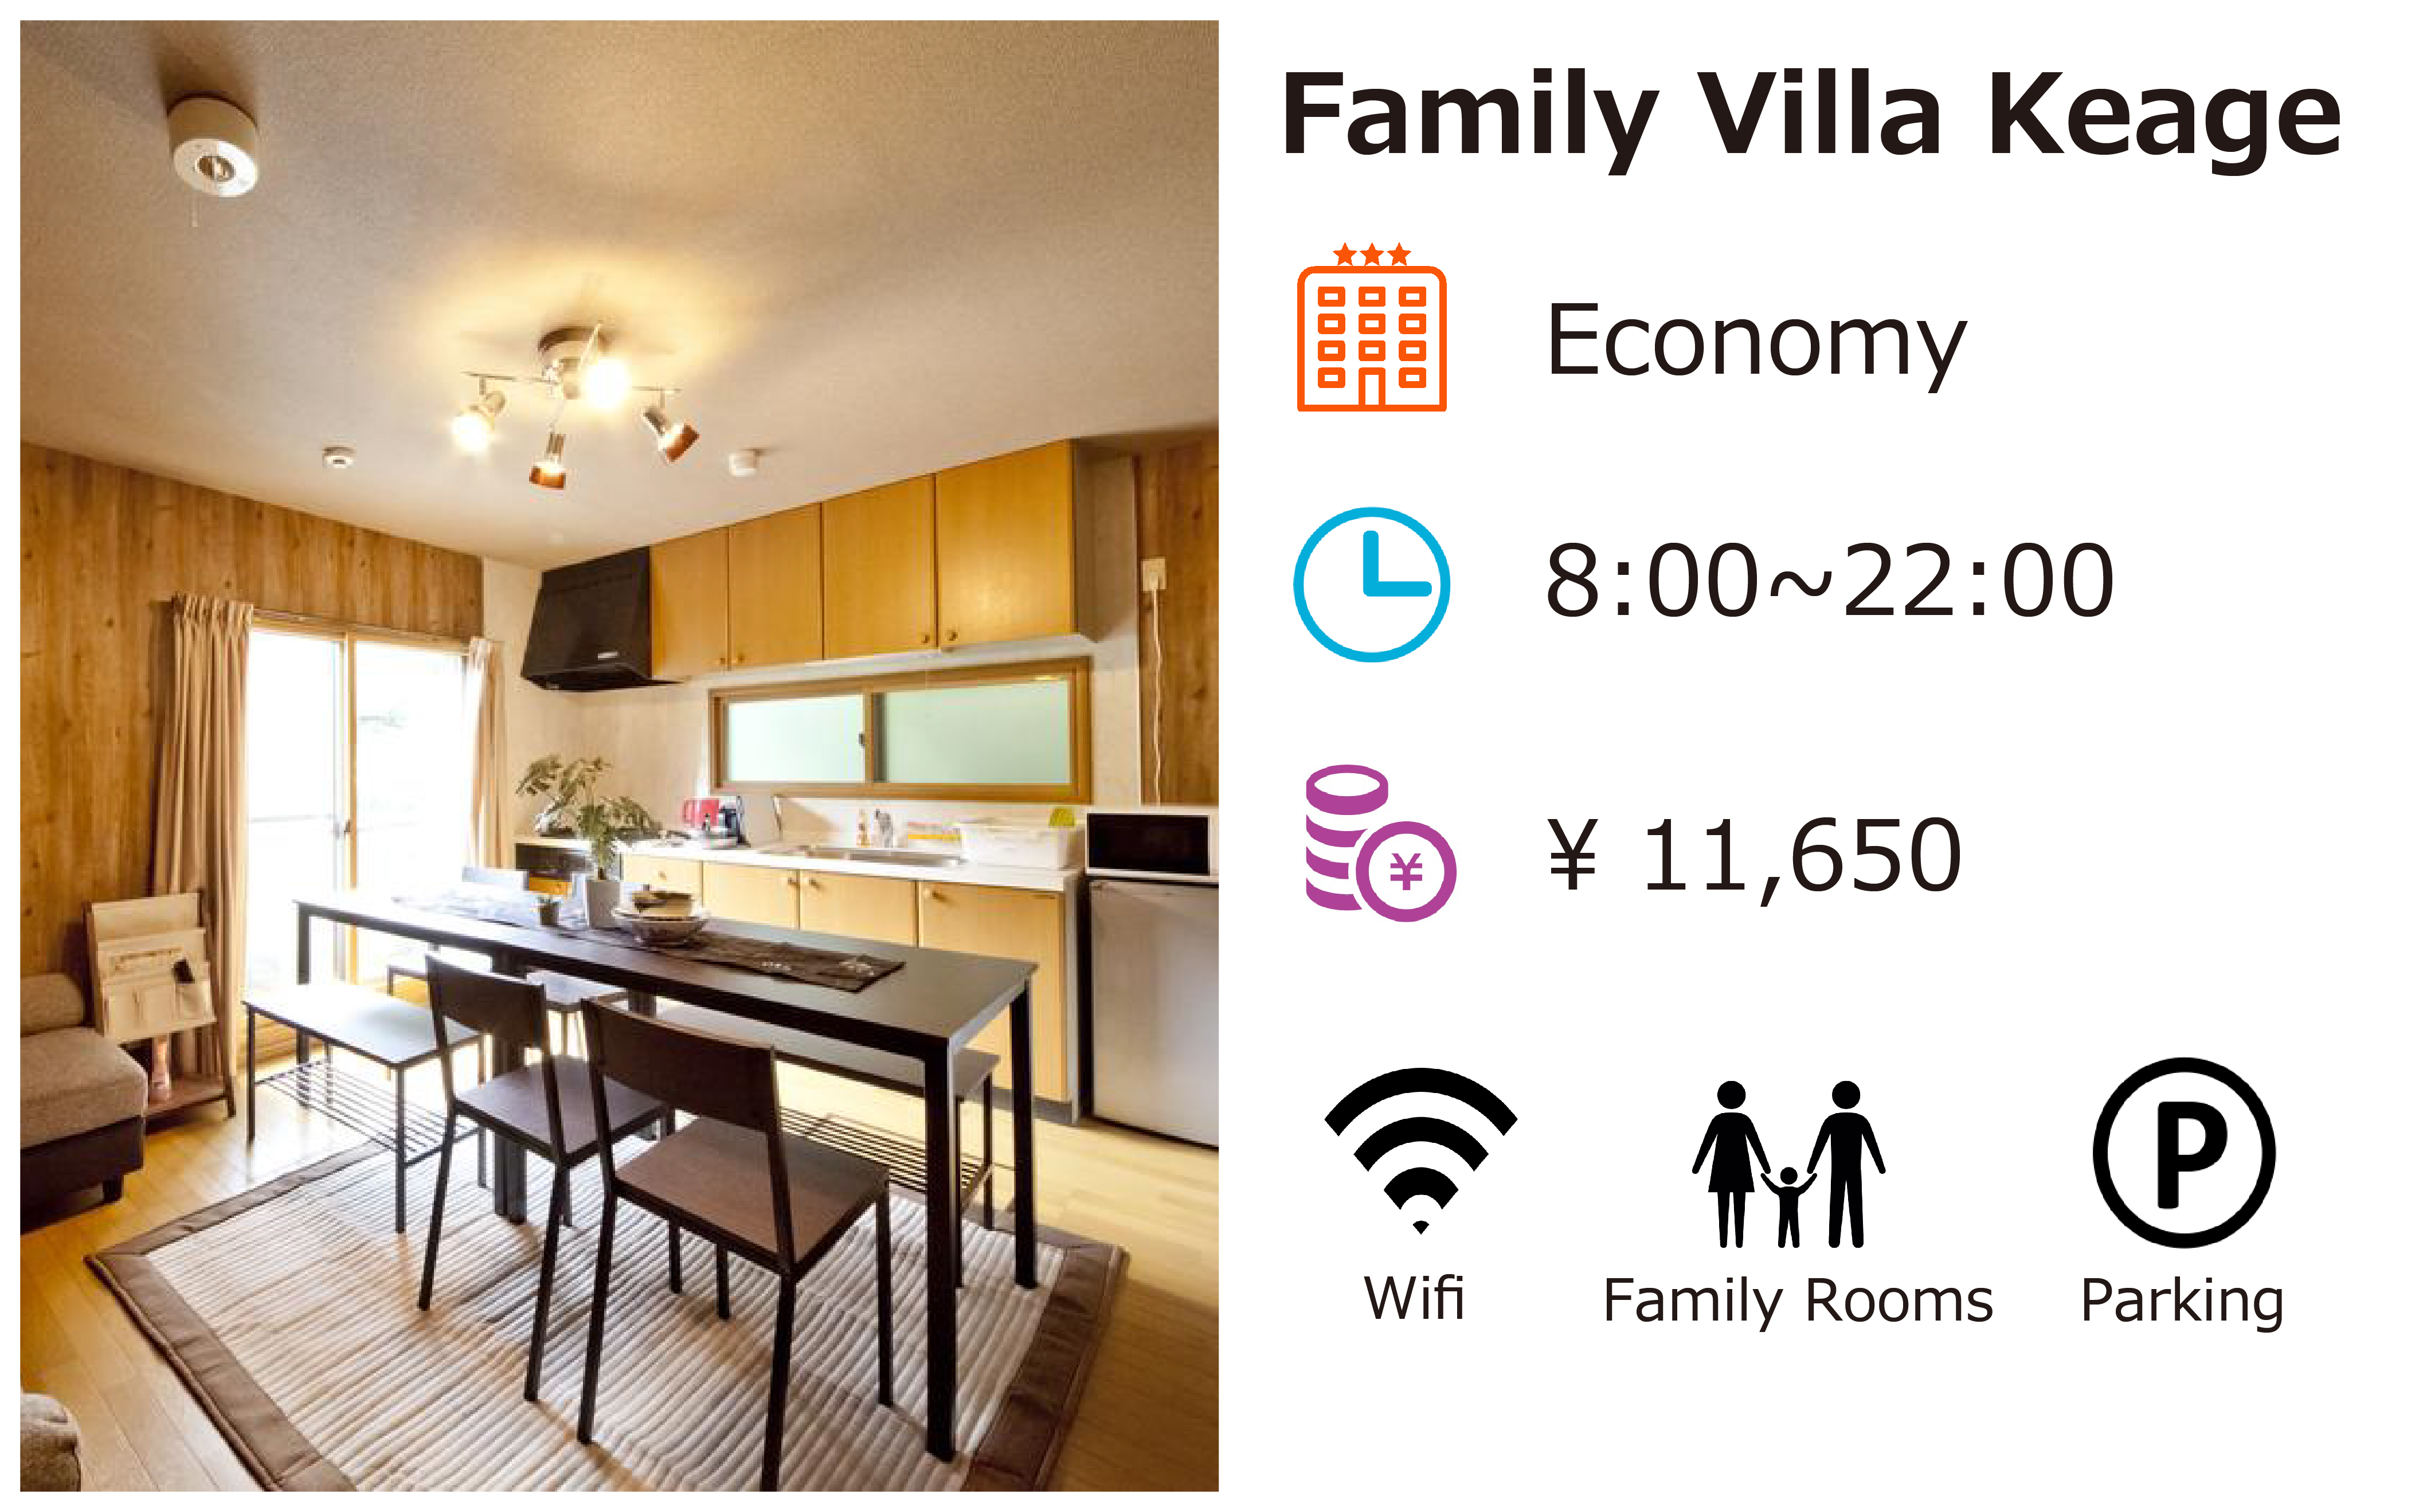 Family Villa Keage
Economy
8:00~22:00
¥
¥ 11,650
P
Wifi
Family Rooms
Parking